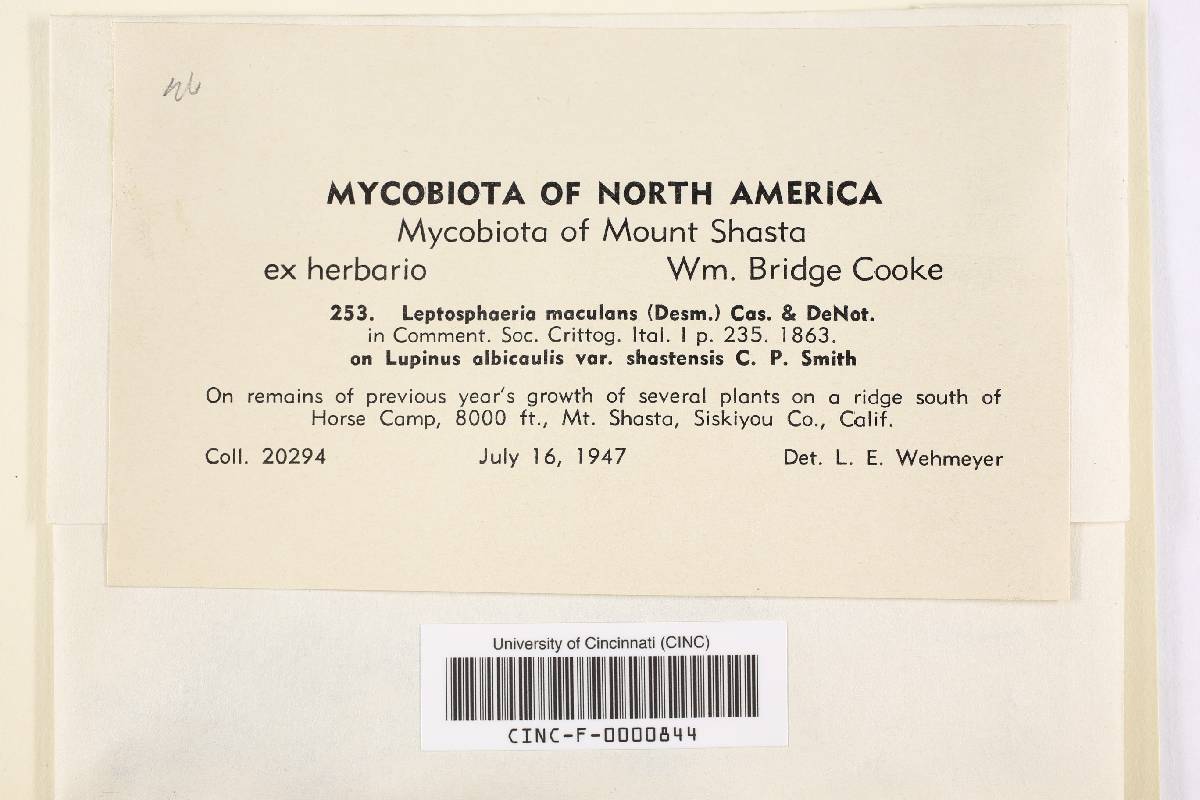 MYCOBIOTA OF NORTH AMERICA
Mycobiota of Mount Shasta
ex herbario Wm. Bridge Cooke
253. Leptosphaeria maculans (Desm.) Cas. & DeNot.
in Comment. Soc. Crittog. Ital. I p. 235. 1863.
on Lupinus albicaulis var. shastensis C. P. Smith
On remains of previous year's growth of several plants on a ridge south of
Horse Camp, 8000 ft., Mt. Shasta, Siskiyou Co., Calif.
Coll. 20294 July 16, 1947 Det. L. E. Wehmeyer
University of Cincinnati (CINC)
CINC-F-0000844